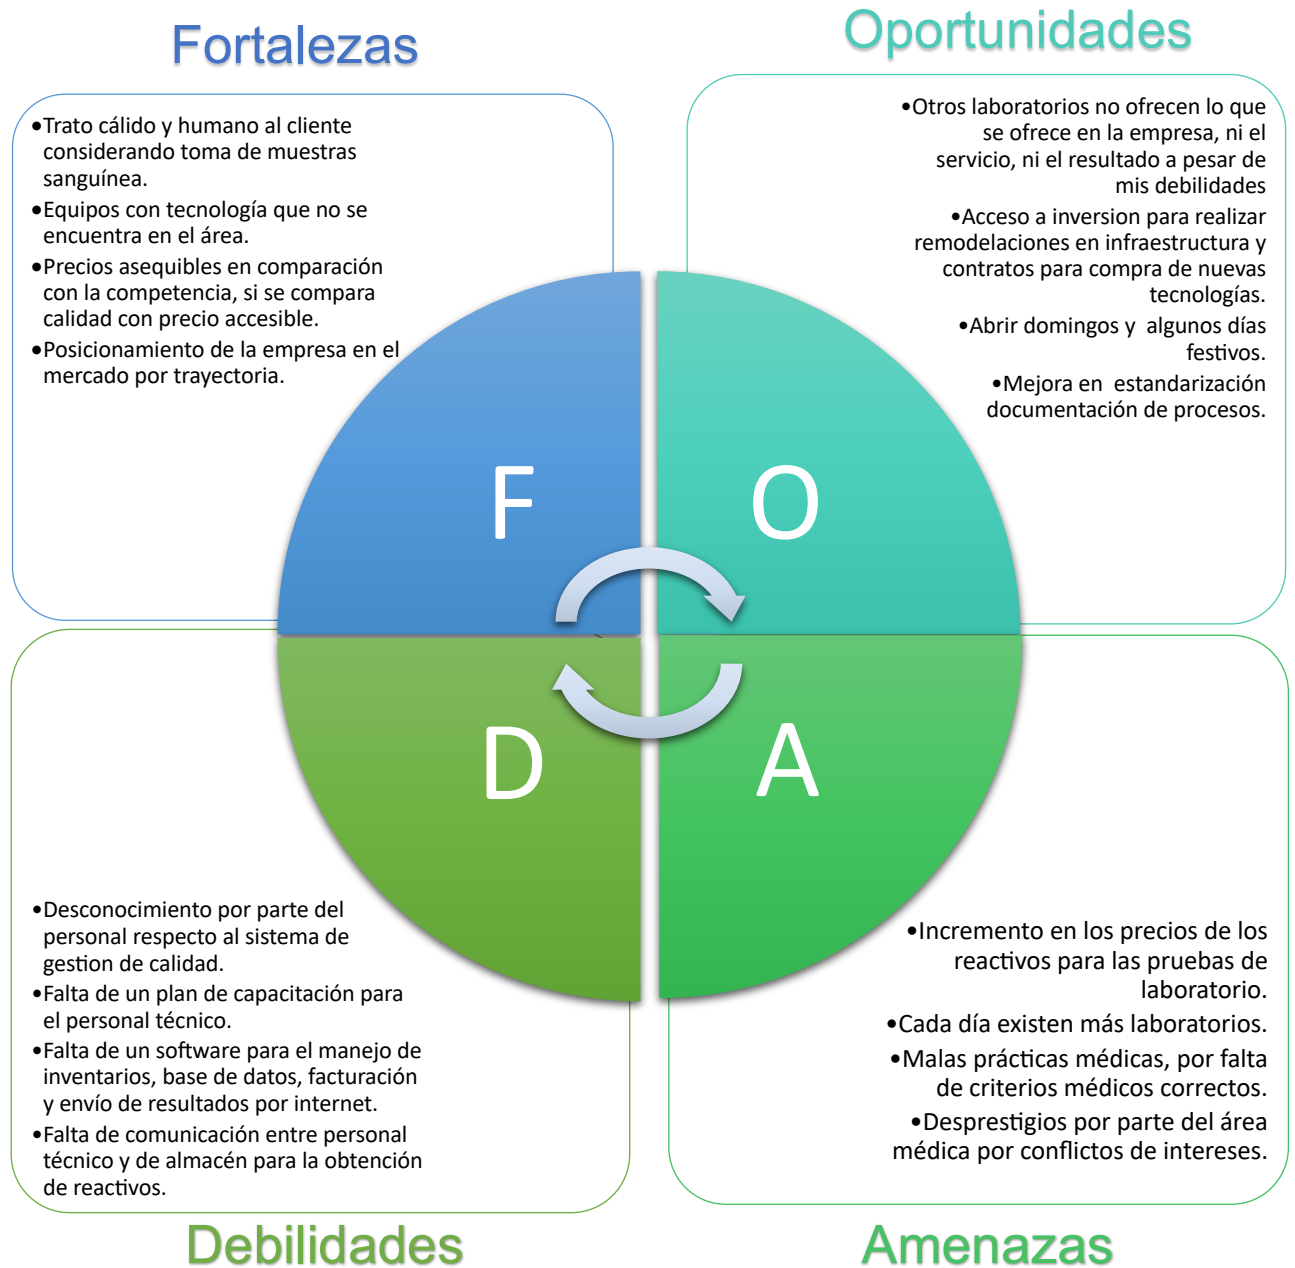 Fortalezas
•Trato cálido y humano al cliente
considerando toma de muestras
sanguínea.
•Equipos con tecnología que no se
encuentra en el área.
•Precios asequibles en comparación
con la competencia, si se compara
calidad con precio accesible.
•Posicionamiento de la empresa en el
mercado por trayectoria.
Oportunidades
•Otros laboratorios no ofrecen lo que
se ofrece en la empresa, ni el
servicio, ni el resultado a pesar de
mis debilidades
•Acceso a inversion para realizar
remodelaciones en infraestructura y
contratos para compra de nuevas
tecnologías.
•Abrir domingos y algunos días
festivos.
•Mejora en estandarización
documentación de procesos.
F
O
D
A
•Desconocimiento por parte del
personal respecto al sistema de
gestion de calidad.
•Falta de un plan de capacitación para
el personal técnico.
•Falta de un software para el manejo de
inventarios, base de datos, facturación
y envío de resultados por internet.
•Falta de comunicación entre personal
técnico y de almacén para la obtención
de reactivos.
Debilidades
•Incremento en los precios de los
reactivos para las pruebas de
laboratorio.
•Cada día existen más laboratorios.
•Malas prácticas médicas, por falta
de criterios médicos correctos.
•Desprestigios por parte del área
médica por conflictos de intereses.
Amenazas